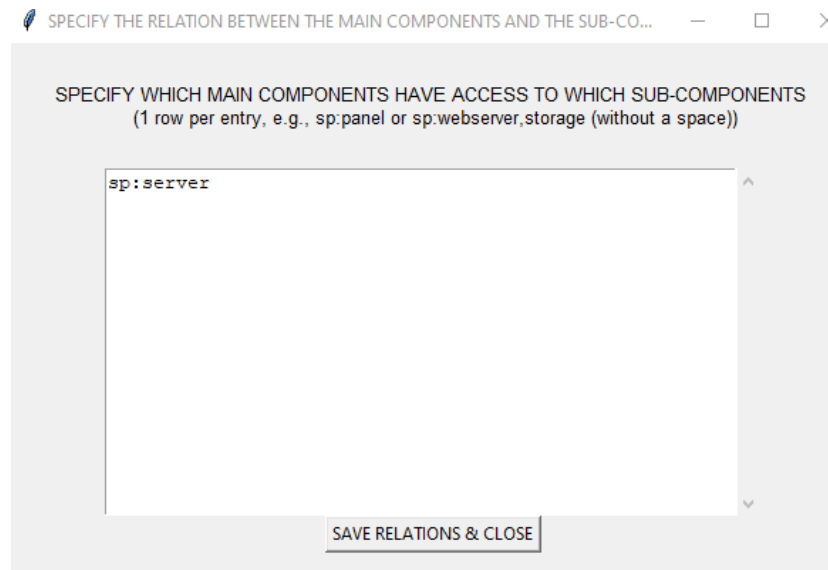 SPECIFY THE RELATION BETWEEN THE MAIN COMPONENTS AND THE SUB-CO...
SPECIFY WHICH MAIN COMPONENTS HAVE ACCESS TO WHICH SUB-COMPONENTS
(1 row per entry, e.g., sp:panel or sp:webserver,storage (without a space))
sp:server
SAVE RELATIONS & CLOSE